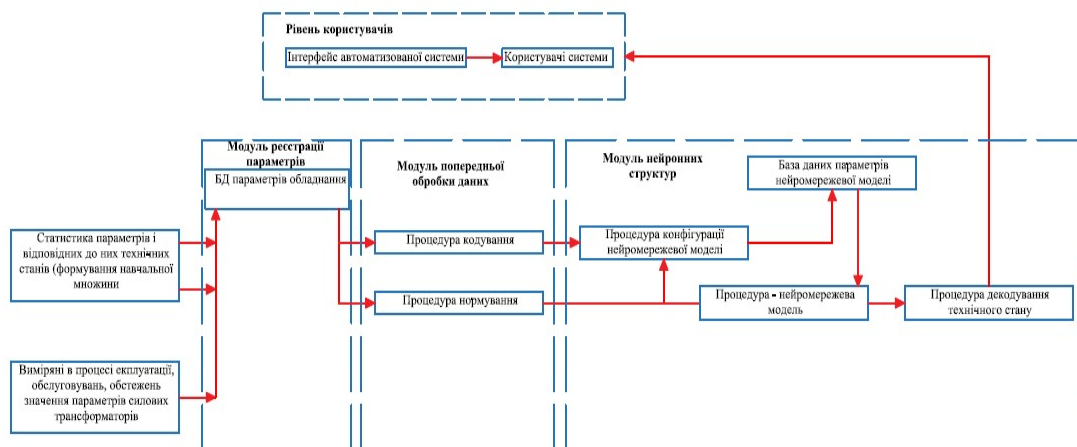 Рівень користувачів
Інтерфейс автоматизованої системи
Користувачі системи
Модуль реєстрації
параметрів
БД параметрів обладнання
Модуль попередньої
обробки даних
Модуль нейронних
структур
База даних параметрів
нейромережевої моделі
Статистика параметрів і
відповідних до них технічних
станів (формування навчальної
множини
Процедура кодування
Процедура конфігурації
нейромережевої моделі
Процедура нормування
Процедура - нейромережева
модель
Процедура декодування
технічного стану
Виміряні в процесі експлуатації,
обслуговувань, обстежень
значення параметрів силових
трансформаторів